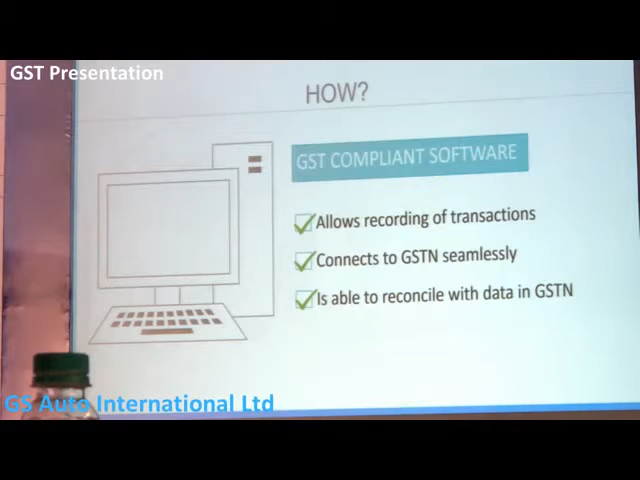 GST Presentation
HOW?
GST COMPLIANT SOFTWARE
Allows recording of transactions
Connects to GSTN seamlessly
Is able to reconcile with data in GSTN
GS Auto International Ltd